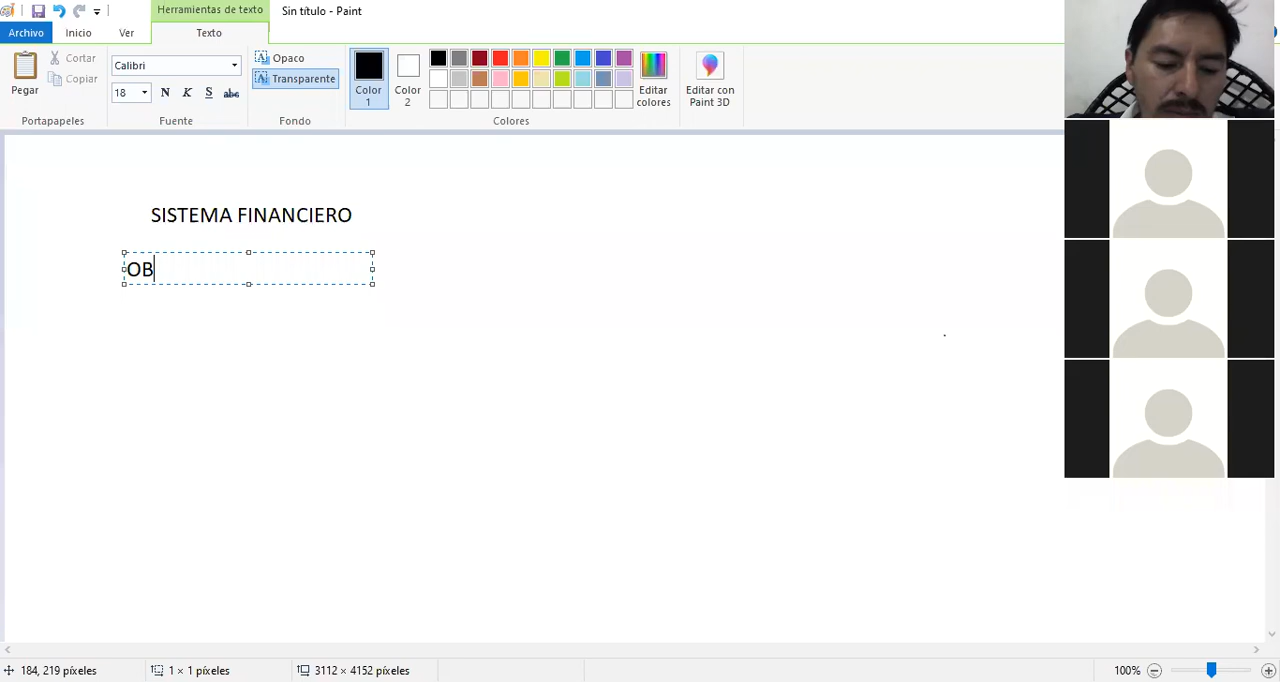 Herramientas de texto
Sin título - Paint
Archivo
Inicio
Ver
Texto
Pegar
Cortar
Copiar
Portapapeles
Calibri
18
N
K
S
abc
Fuente
Opaco
Transparente
Fondo
Color
1
Color
2
Editar
colores
Colores
Editar con
Paint 3D
SISTEMA FINANCIERO
OB
184, 219 píxeles
1 × 1 píxeles
3112 × 4152 píxeles
100%